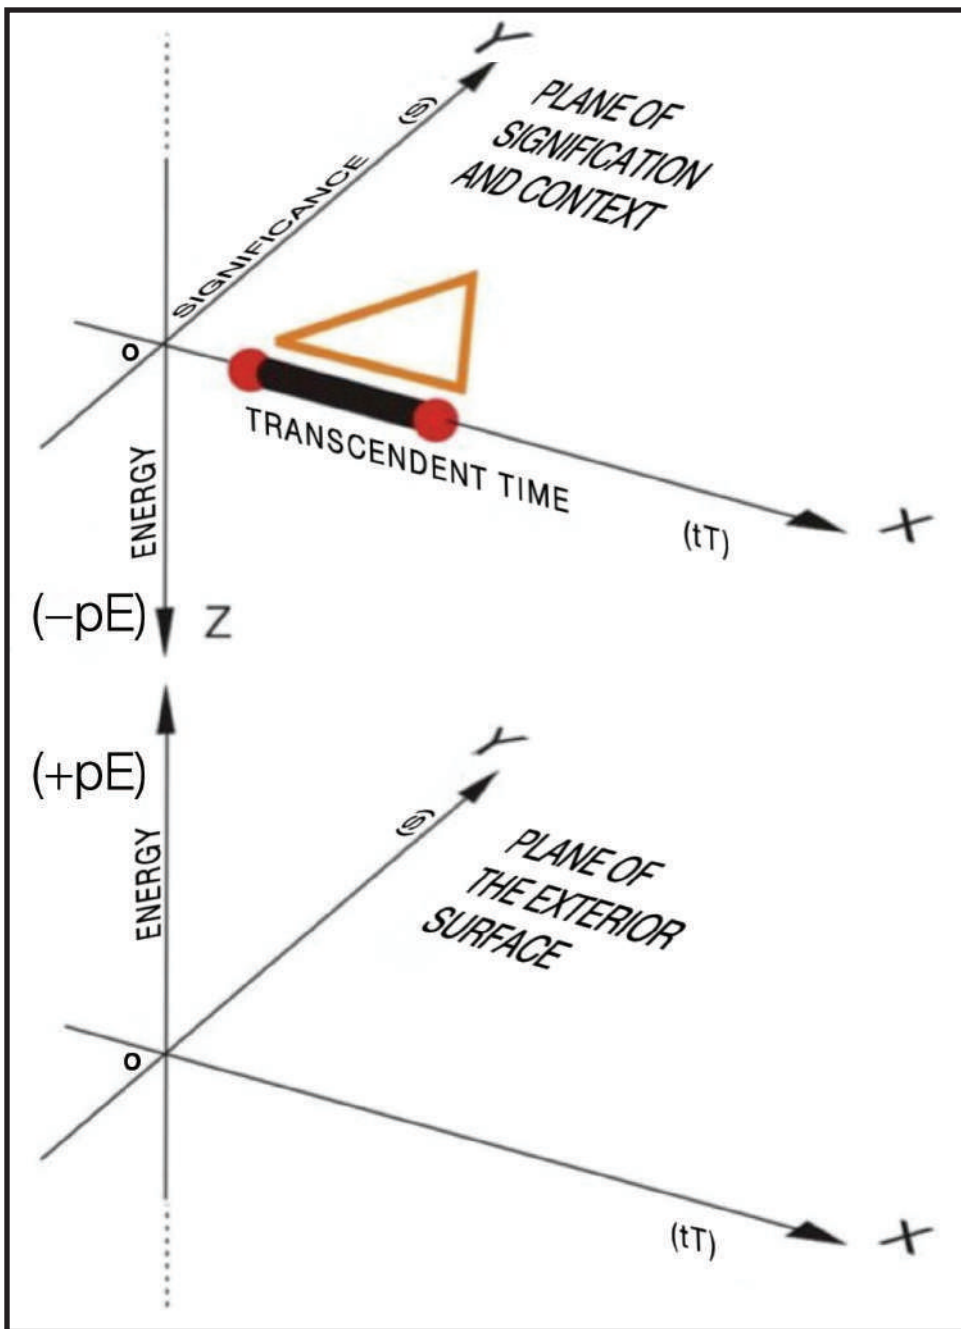 Y
(S)
PLANE OF
SIGNIFICATION
AND CONTEXT
SIGNIFICANCE
O
TRANSCENDENT TIME
(tT)
X
ENERGY
(–pE)
Z
(+pE)
ENERGY
Y
(S)
PLANE OF
THE EXTERIOR
SURFACE
O
(tT)
X